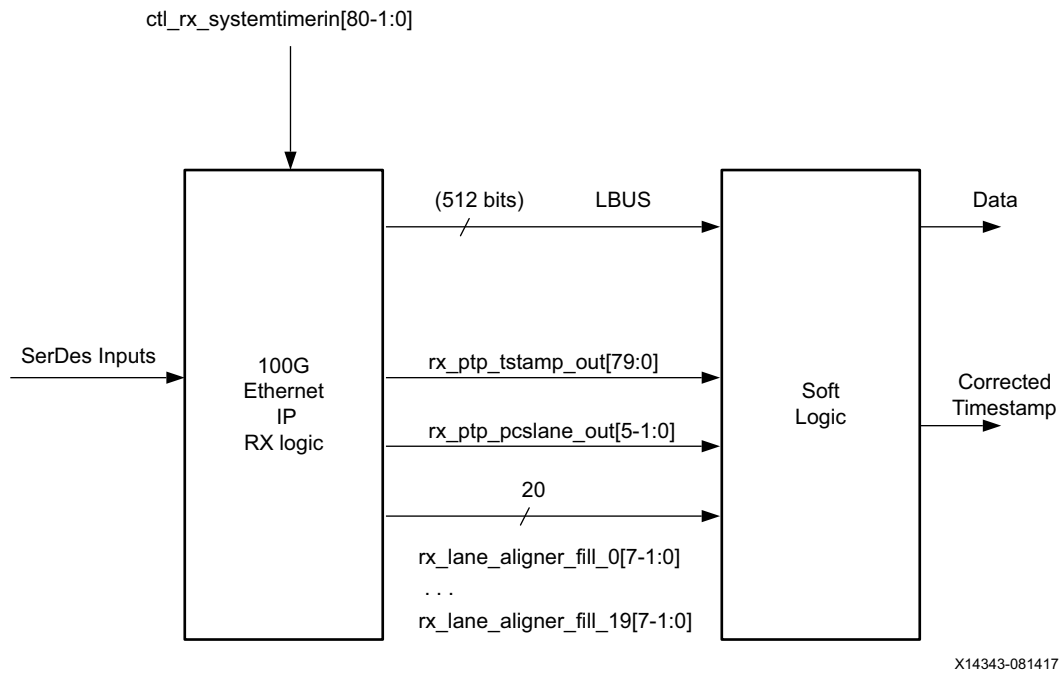 ctl_rx_systemtimerin[80-1:0]
(512 bits) LBUS
Data
SerDes Inputs
100G
Ethernet
IP
RX logic
rx_ptp_tstamp_out[79:0]
rx_ptp_pcslane_out[5-1:0]
20
rx_lane_aligner_fill_0[7-1:0]
. . .
rx_lane_aligner_fill_19[7-1:0]
Soft
Logic
Corrected
Timestamp
X14343-081417